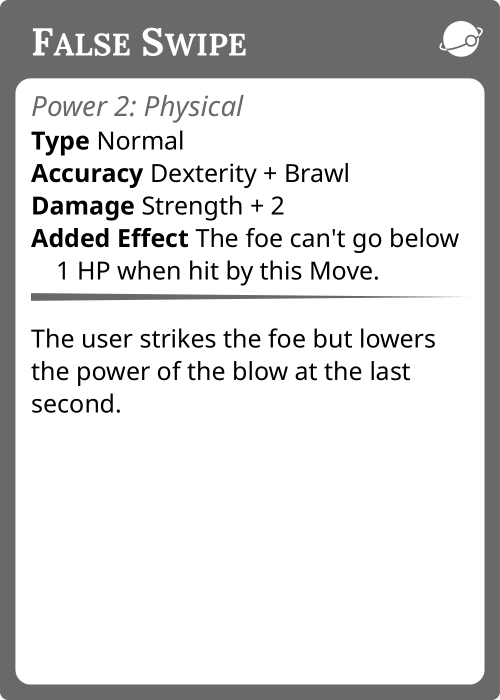 False Swipe
Power 2: Physical
Type Normal
Accuracy Dexterity + Brawl
Damage Strength + 2
Added Effect The foe can't go below
1 HP when hit by this Move.
The user strikes the foe but lowers
the power of the blow at the last
second.